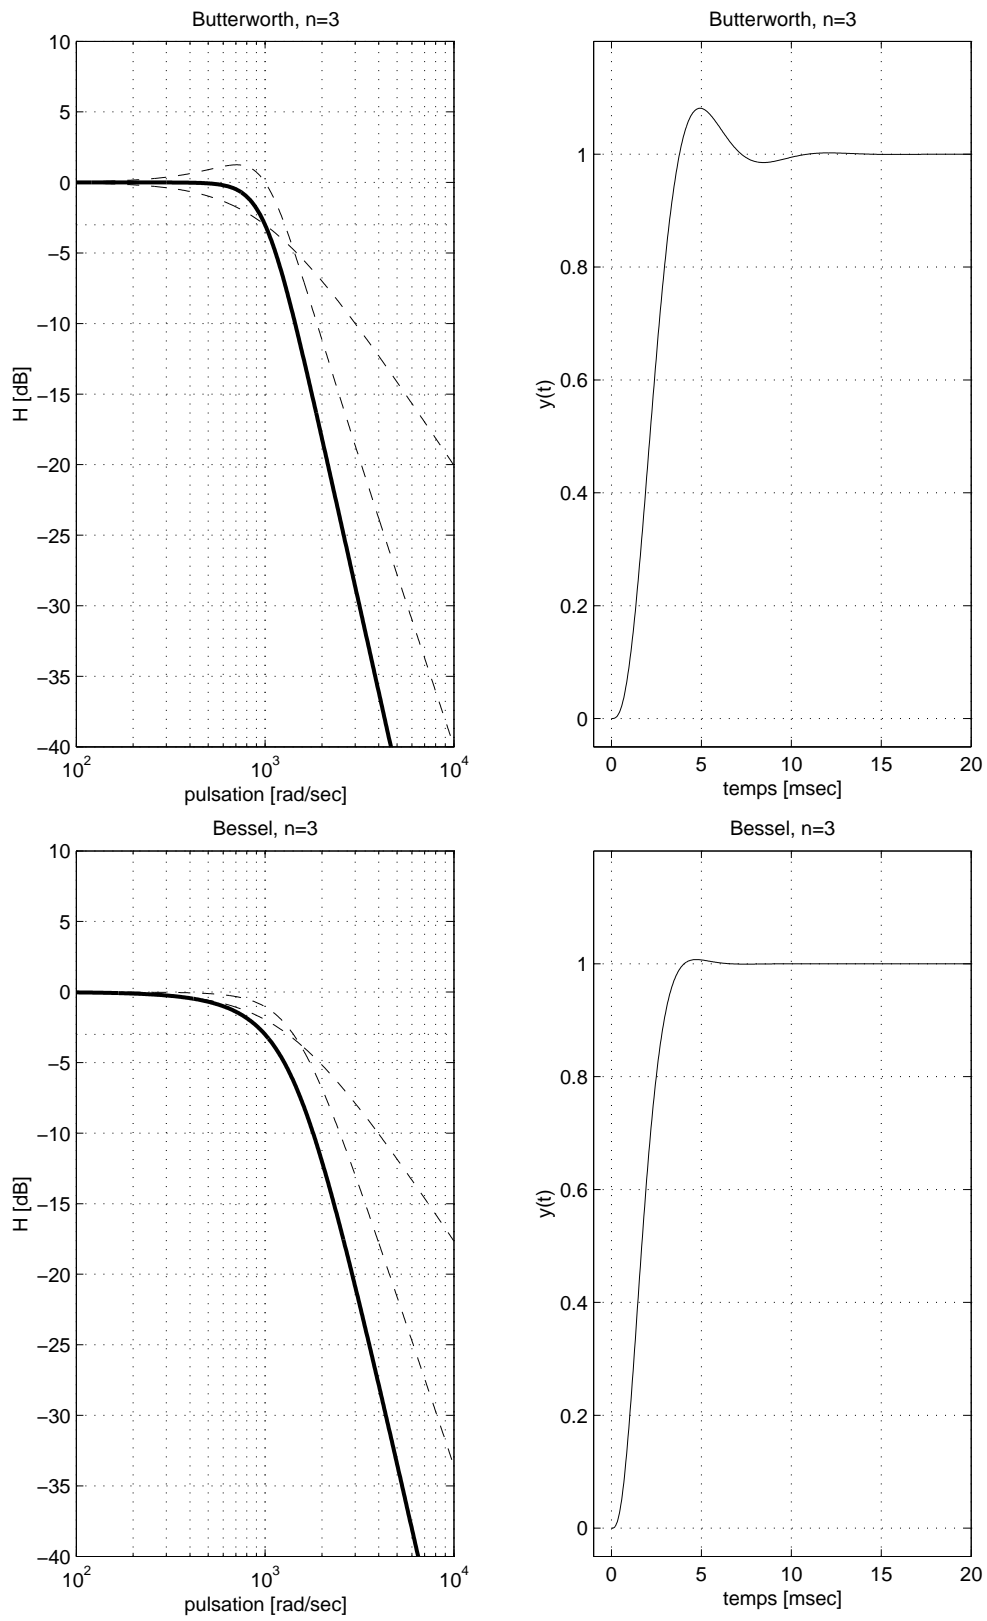 Butterworth, n=3
10
5
0
−5
−10
−15
−20
−25
−30
−35
−40
H [dB]
10^2
10^3
10^4
pulsation [rad/sec]
Butterworth, n=3
1
0.8
0.6
0.4
0.2
0
y(t)
0 5 10 15 20
temps [msec]
Bessel, n=3
10
5
0
−5
−10
−15
−20
−25
−30
−35
−40
H [dB]
10^2
10^3
10^4
pulsation [rad/sec]
Bessel, n=3
1
0.8
0.6
0.4
0.2
0
y(t)
0 5 10 15 20
temps [msec]